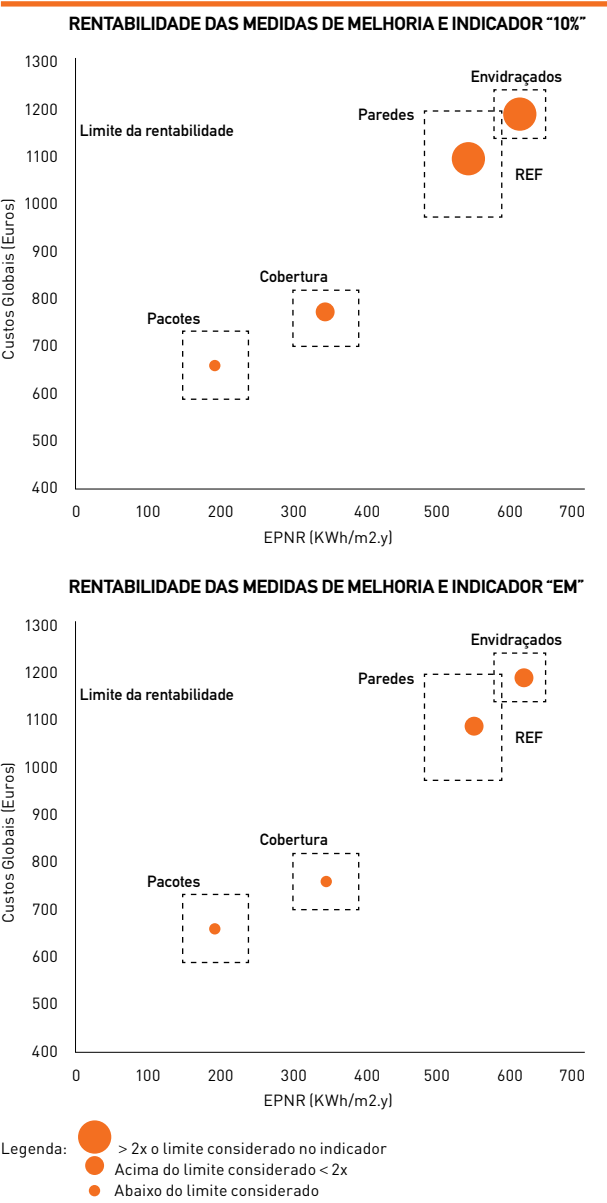 RENTABILIDADE DAS MEDIDAS DE MELHORIA E INDICADOR “10%”
1300
Envidraçados
1200
Paredes
Limite da rentabilidade
1100
REF
1000
Custos Globais (Euros)
900
Cobertura
800
Pacotes
700
600
500
400
0 100 200 300 400 500 600 700
EPNR (KWh/m2.y)
RENTABILIDADE DAS MEDIDAS DE MELHORIA E INDICADOR “EM”
1300
Envidraçados
1200
Paredes
Limite da rentabilidade
1100
REF
1000
Custos Globais (Euros)
900
Cobertura
800
Pacotes
700
600
500
400
0 100 200 300 400 500 600 700
EPNR (KWh/m2.y)
Legenda: > 2x o limite considerado no indicador
Acima do limite considerado < 2x
Abaixo do limite considerado